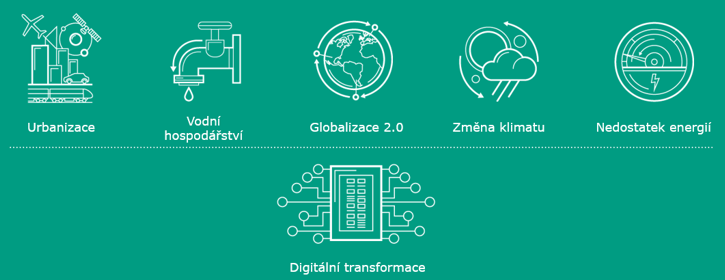 Urbanizace
Vodní
hospodářství
Globalizace 2.0
Změna klimatu
Nedostatek energií
Digitální transformace